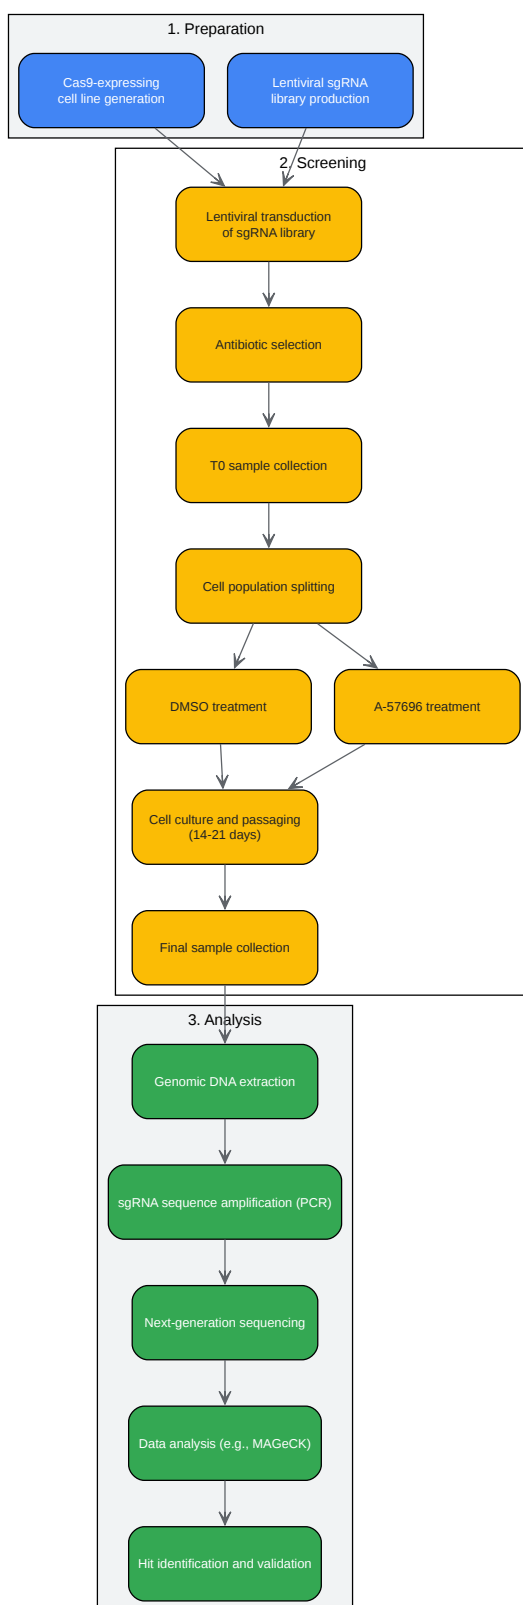 1. Preparation
Cas9-expressing
cell line generation
Lentiviral sgRNA
library production
2. Screening
Lentiviral transduction
of sgRNA library
Antibiotic selection
T0 sample collection
Cell population splitting
DMSO treatment
A-57696 treatment
Cell culture and passaging
(14-21 days)
Final sample collection
3. Analysis
Genomic DNA extraction
sgRNA sequence amplification (PCR)
Next-generation sequencing
Data analysis (e.g., MAGeCK)
Hit identification and validation